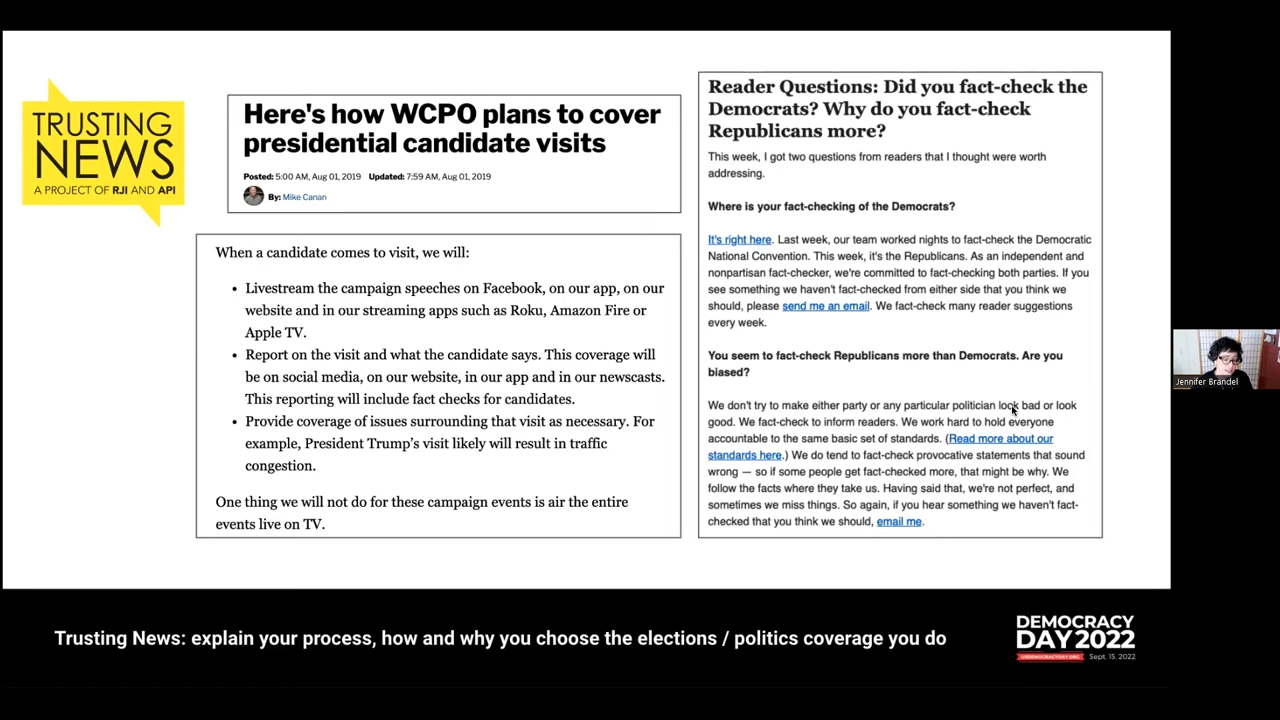 TRUSTING
NEWS
A PROJECT OF RJI AND API
Here's how WCPO plans to cover
presidential candidate visits
Posted: 5:00 AM, Aug 01, 2019 Updated: 7:59 AM, Aug 01, 2019
By: Mike Canan
When a candidate comes to visit, we will:
• Livestream the campaign speeches on Facebook, on our app, on our
website and in our streaming apps such as Roku, Amazon Fire or
Apple TV.
• Report on the visit and what the candidate says. This coverage will
be on social media, on our website, in our app and in our newscasts.
This reporting will include fact checks for candidates.
• Provide coverage of issues surrounding that visit as necessary. For
example, President Trump's visit likely will result in traffic
congestion.
One thing we will not do for these campaign events is air the entire
events live on TV.
Reader Questions: Did you fact-check the
Democrats? Why do you fact-check
Republicans more?
This week, I got two questions from readers that I thought were worth
addressing.
Where is your fact-checking of the Democrats?
It's right here. Last week, our team worked nights to fact-check the Democratic
National Convention. This week, it's the Republicans. As an independent and
nonpartisan fact-checker, we're committed to fact-checking both parties. If you
see something we haven't fact-checked from either side that you think we
should, please send me an email. We fact-check many reader suggestions
every week.
You seem to fact-check Republicans more than Democrats. Are you
biased?
We don't try to make either party or any particular politician look bad or look
good. We fact-check to inform readers. We work hard to hold everyone
accountable to the same basic set of standards. (Read more about our
standards here.) We do tend to fact-check provocative statements that sound
wrong — so if some people get fact-checked more, that might be why. We
follow the facts where they take us. Having said that, we're not perfect, and
sometimes we miss things. So again, if you hear something we haven't fact-
checked that you think we should, email me.
Jennifer Brandel
Trusting News: explain your process, how and why you choose the elections / politics coverage you do
DEMOCRACY
DAY 2022
USDEMOCRACYDAY.ORG Sept. 15, 2022